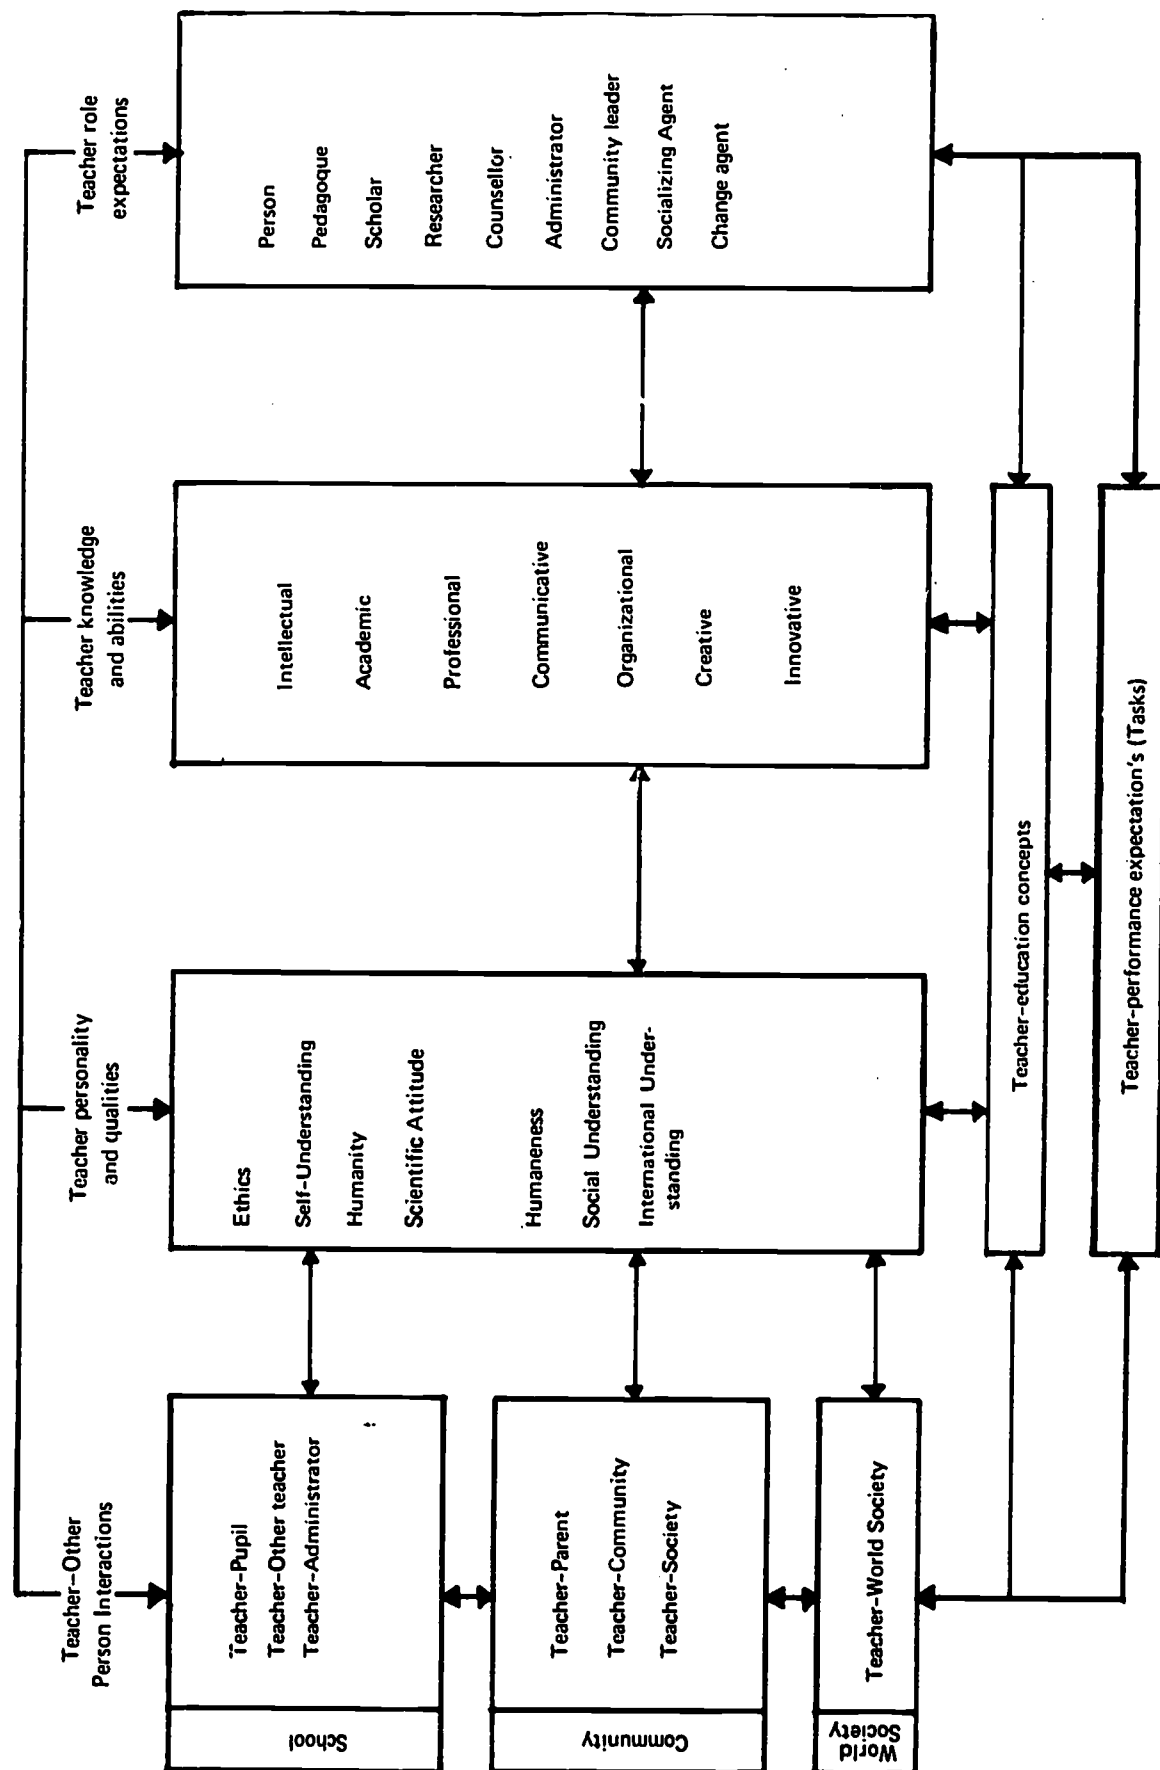 Teacher-Other
Person Interactions
Teacher personality
and qualities
Teacher knowledge
and abilities
Teacher role
expectations
School
Teacher-Pupil
Teacher-Other teacher
Teacher-Administrator
Community
Teacher-Parent
Teacher-Community
Teacher-Society
World
Society
Teacher-World Society
Ethics
Self-Understanding
Humanity
Scientific Attitude
Humaneness
Social Understanding
International Under-
standing
Intellectual
Academic
Professional
Communicative
Organizational
Creative
Innovative
Person
Pedagoque
Scholar
Researcher
Counsellor
Administrator
Community leader
Socializing Agent
Change agent
Teacher-education concepts
Teacher-performance expectation's (Tasks)